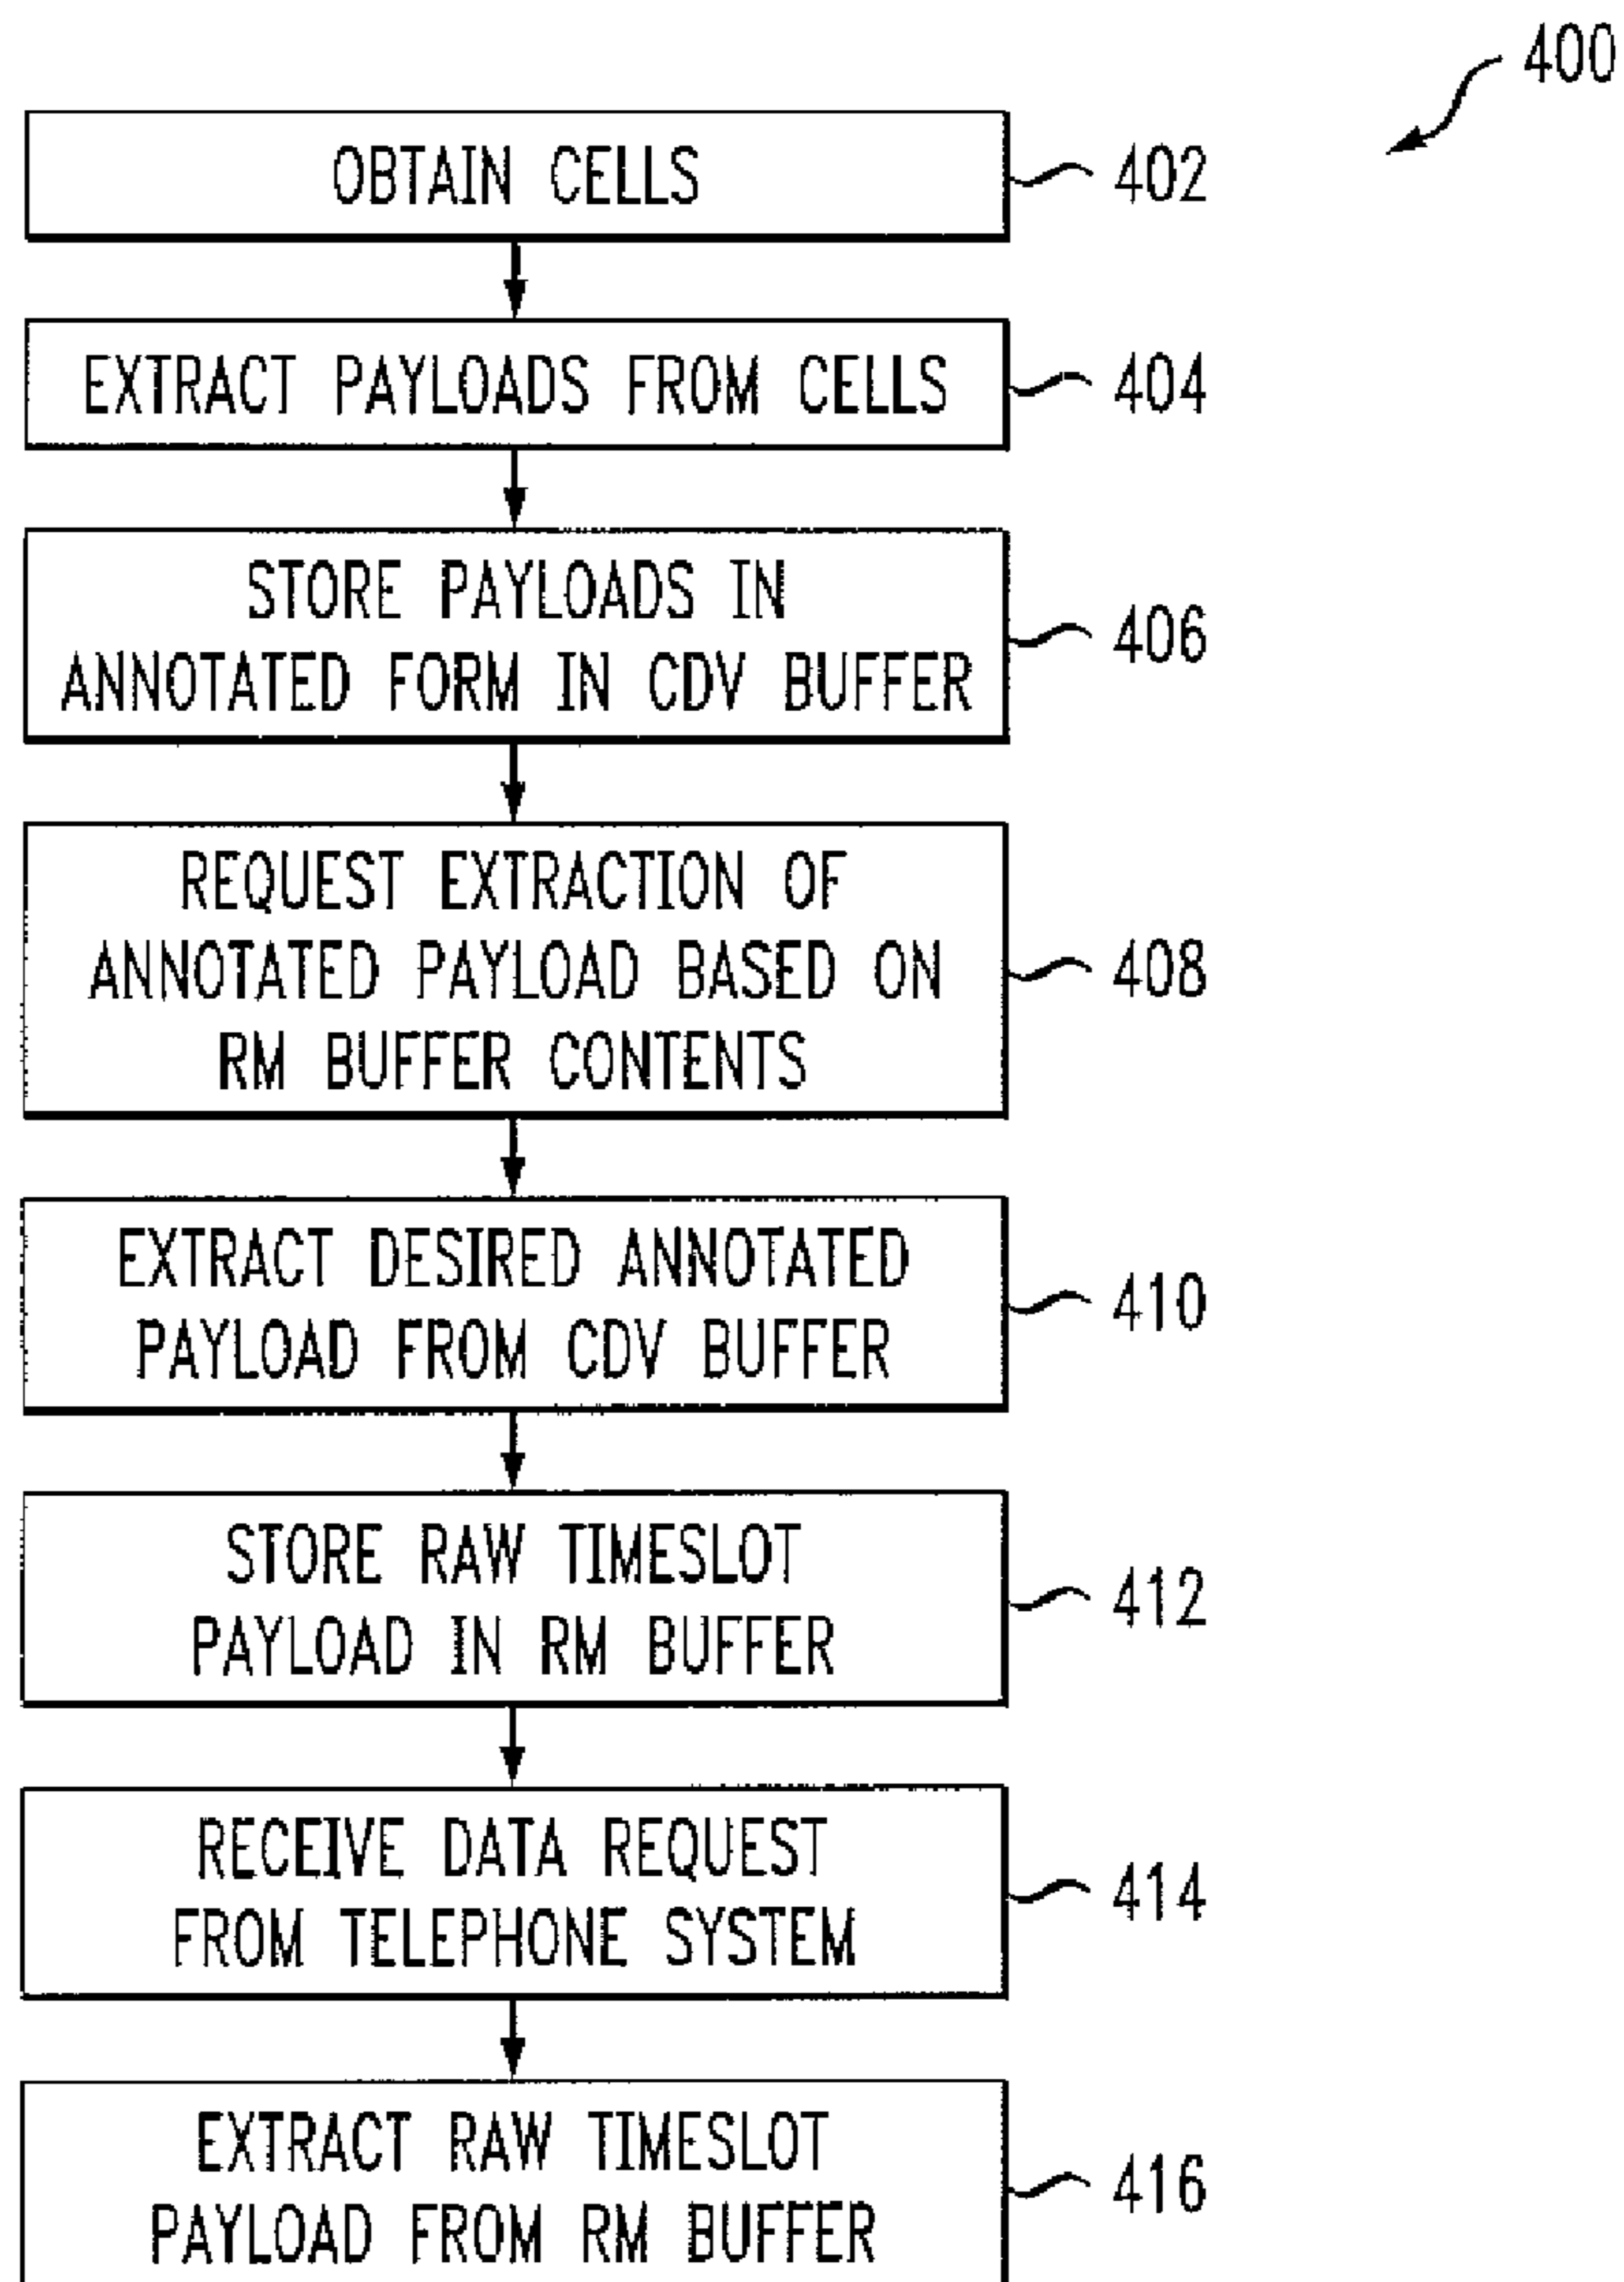 400
OBTAIN CELLS
402
EXTRACT PAYLOADS FROM CELLS
404
STORE PAYLOADS IN
ANNOTATED FORM IN CDV BUFFER
406
REQUEST EXTRACTION OF
ANNOTATED PAYLOAD BASED ON
RM BUFFER CONTENTS
408
EXTRACT DESIRED ANNOTATED
PAYLOAD FROM CDV BUFFER
410
STORE RAW TIMESLOT
PAYLOAD IN RM BUFFER
412
RECEIVE DATA REQUEST
FROM TELEPHONE SYSTEM
414
EXTRACT RAW TIMESLOT
PAYLOAD FROM RM BUFFER
416